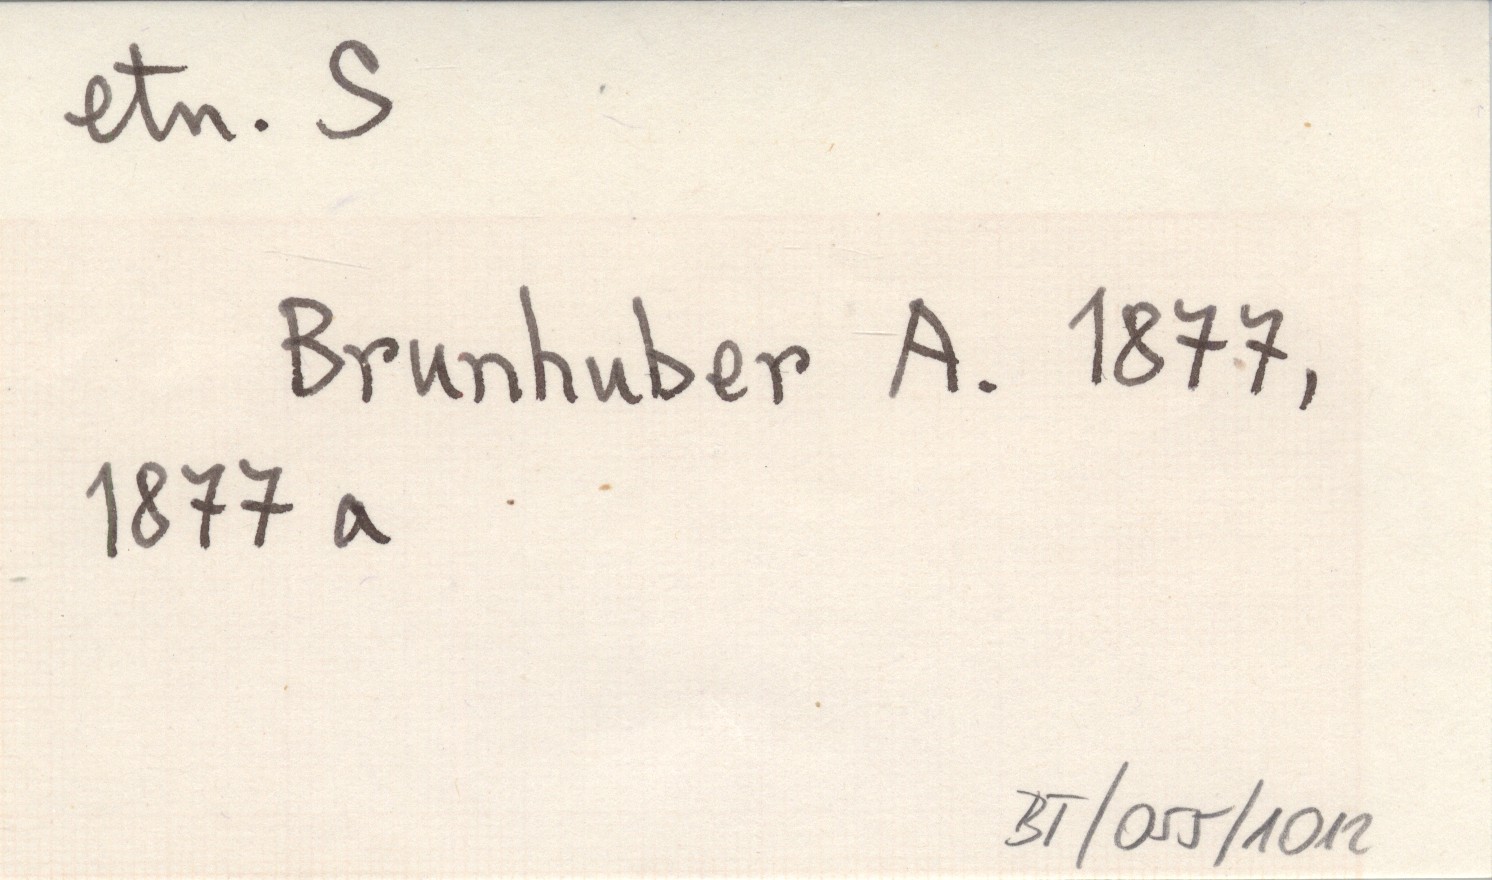 etn. S
Brunhuber A. 1877,
1877 a
BT/055/1012